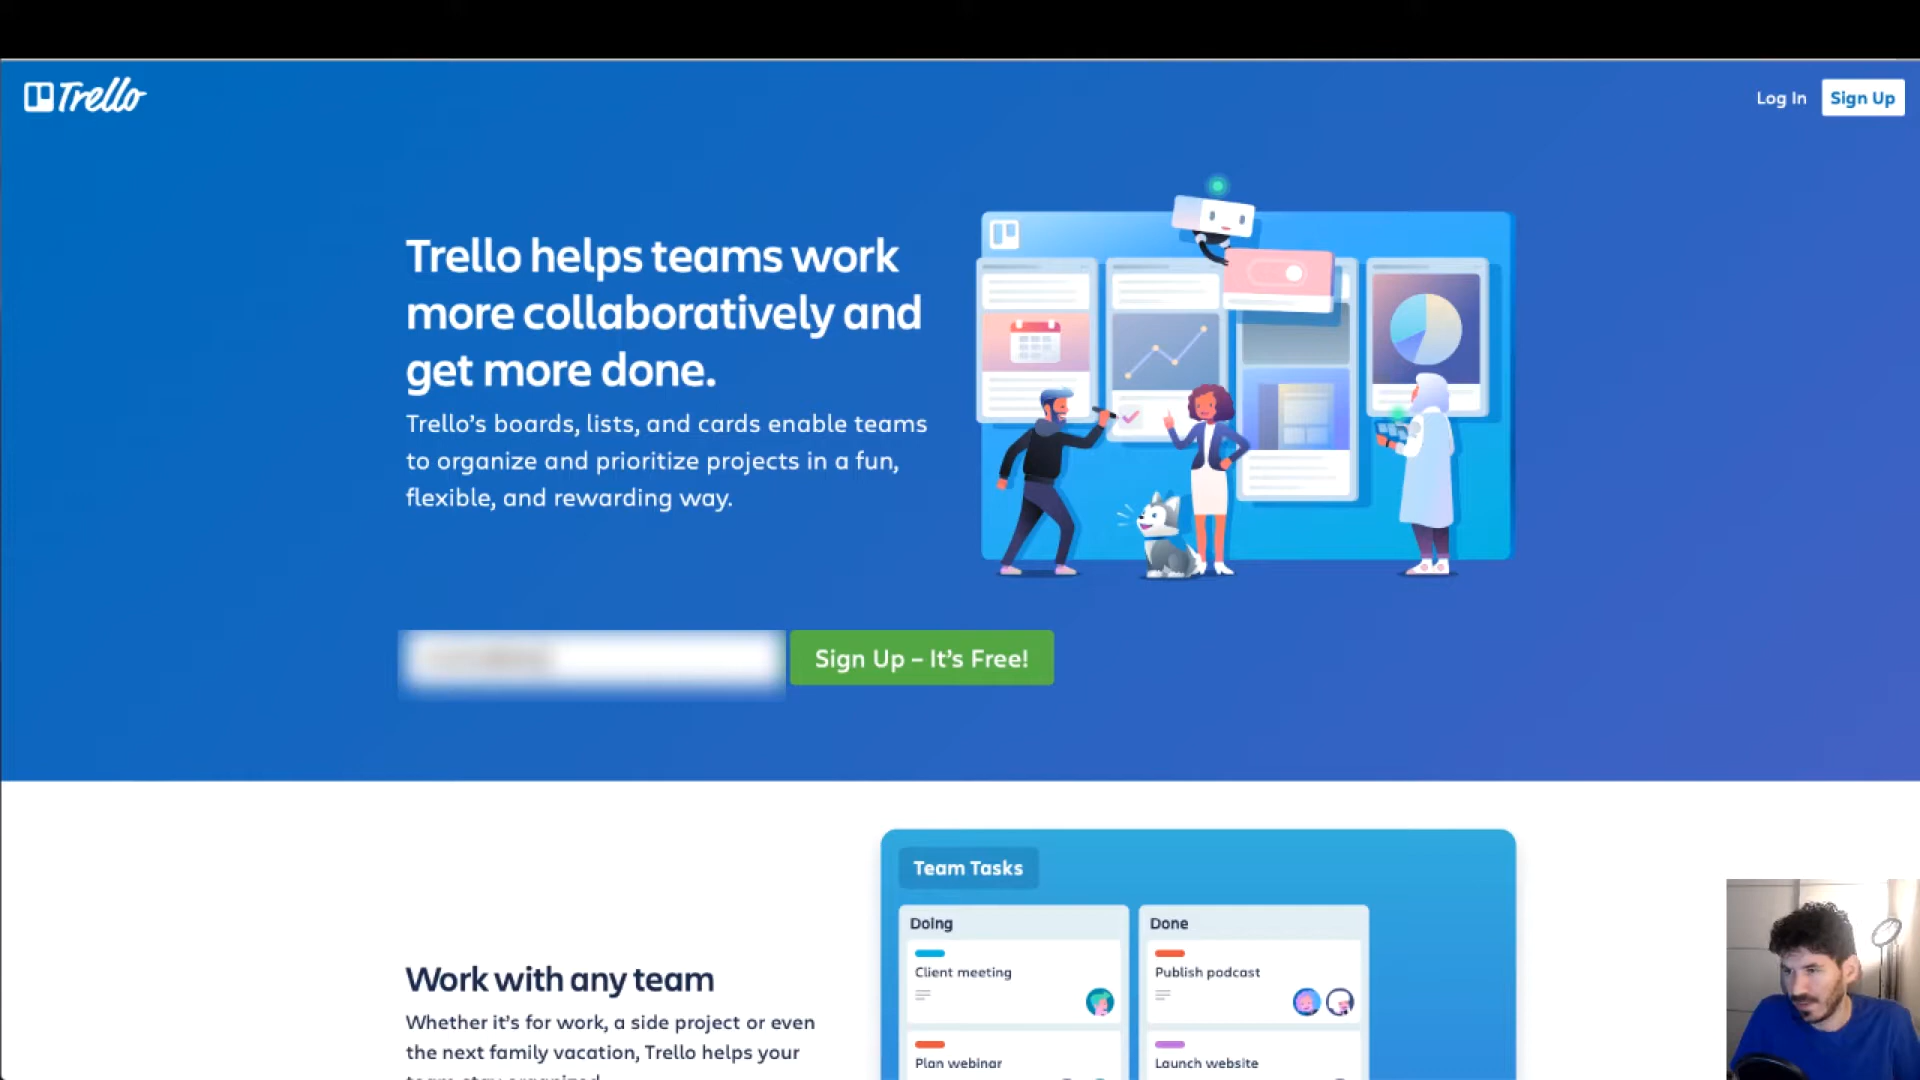 Trello
Log In
Sign Up
Trello helps teams work
more collaboratively and
get more done.
Trello's boards, lists, and cards enable teams
to organize and prioritize projects in a fun,
flexible, and rewarding way.
Sign Up – It's Free!
Team Tasks
Doing
Done
Client meeting
Publish podcast
Plan webinar
Launch website
Work with any team
Whether it's for work, a side project or even
the next family vacation, Trello helps your
team stay organized